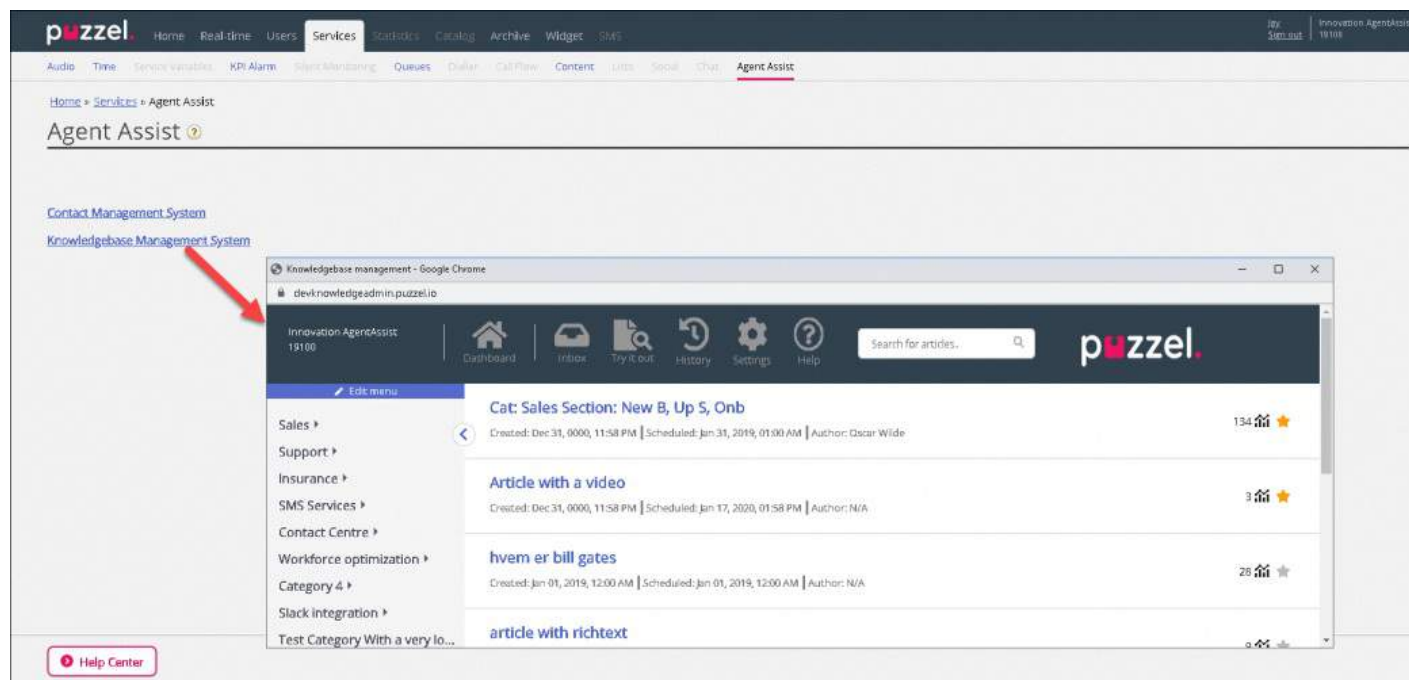 puzzel. Home Real-time Users Services Statistics Catalog Archive Widget SMS
Jay
Sign out
Innovation AgentAssis
19100
Audio Time Service Variables KPI Alarm Silent Monitoring Queues Dialler Call Flow Content Lists Social Chat Agent Assist
Home » Services » Agent Assist
Agent Assist ?
Contact Management System
Knowledgebase Management System
Knowledgebase management - Google Chrome
devknowledgeadmin.puzzel.io
Innovation AgentAssist
19100
Dashboard Inbox Try it out History Settings Help
Search for articles.
puzzel.
Edit menu
Sales
Support
Insurance
SMS Services
Contact Centre
Workforce optimization
Category 4
Slack integration
Test Category With a very lo...
Cat: Sales Section: New B, Up S, Onb
134
Created: Dec 31, 0000, 11:58 PM | Scheduled: Jan 31, 2019, 01:00 AM | Author: Oscar Wilde
Article with a video
3
Created: Dec 31, 0000, 11:58 PM | Scheduled: Jan 17, 2020, 01:58 PM | Author: N/A
hvem er bill gates
28
Created: Jan 01, 2019, 12:00 AM | Scheduled: Jan 01, 2019, 12:00 AM | Author: N/A
article with richtext
Help Center